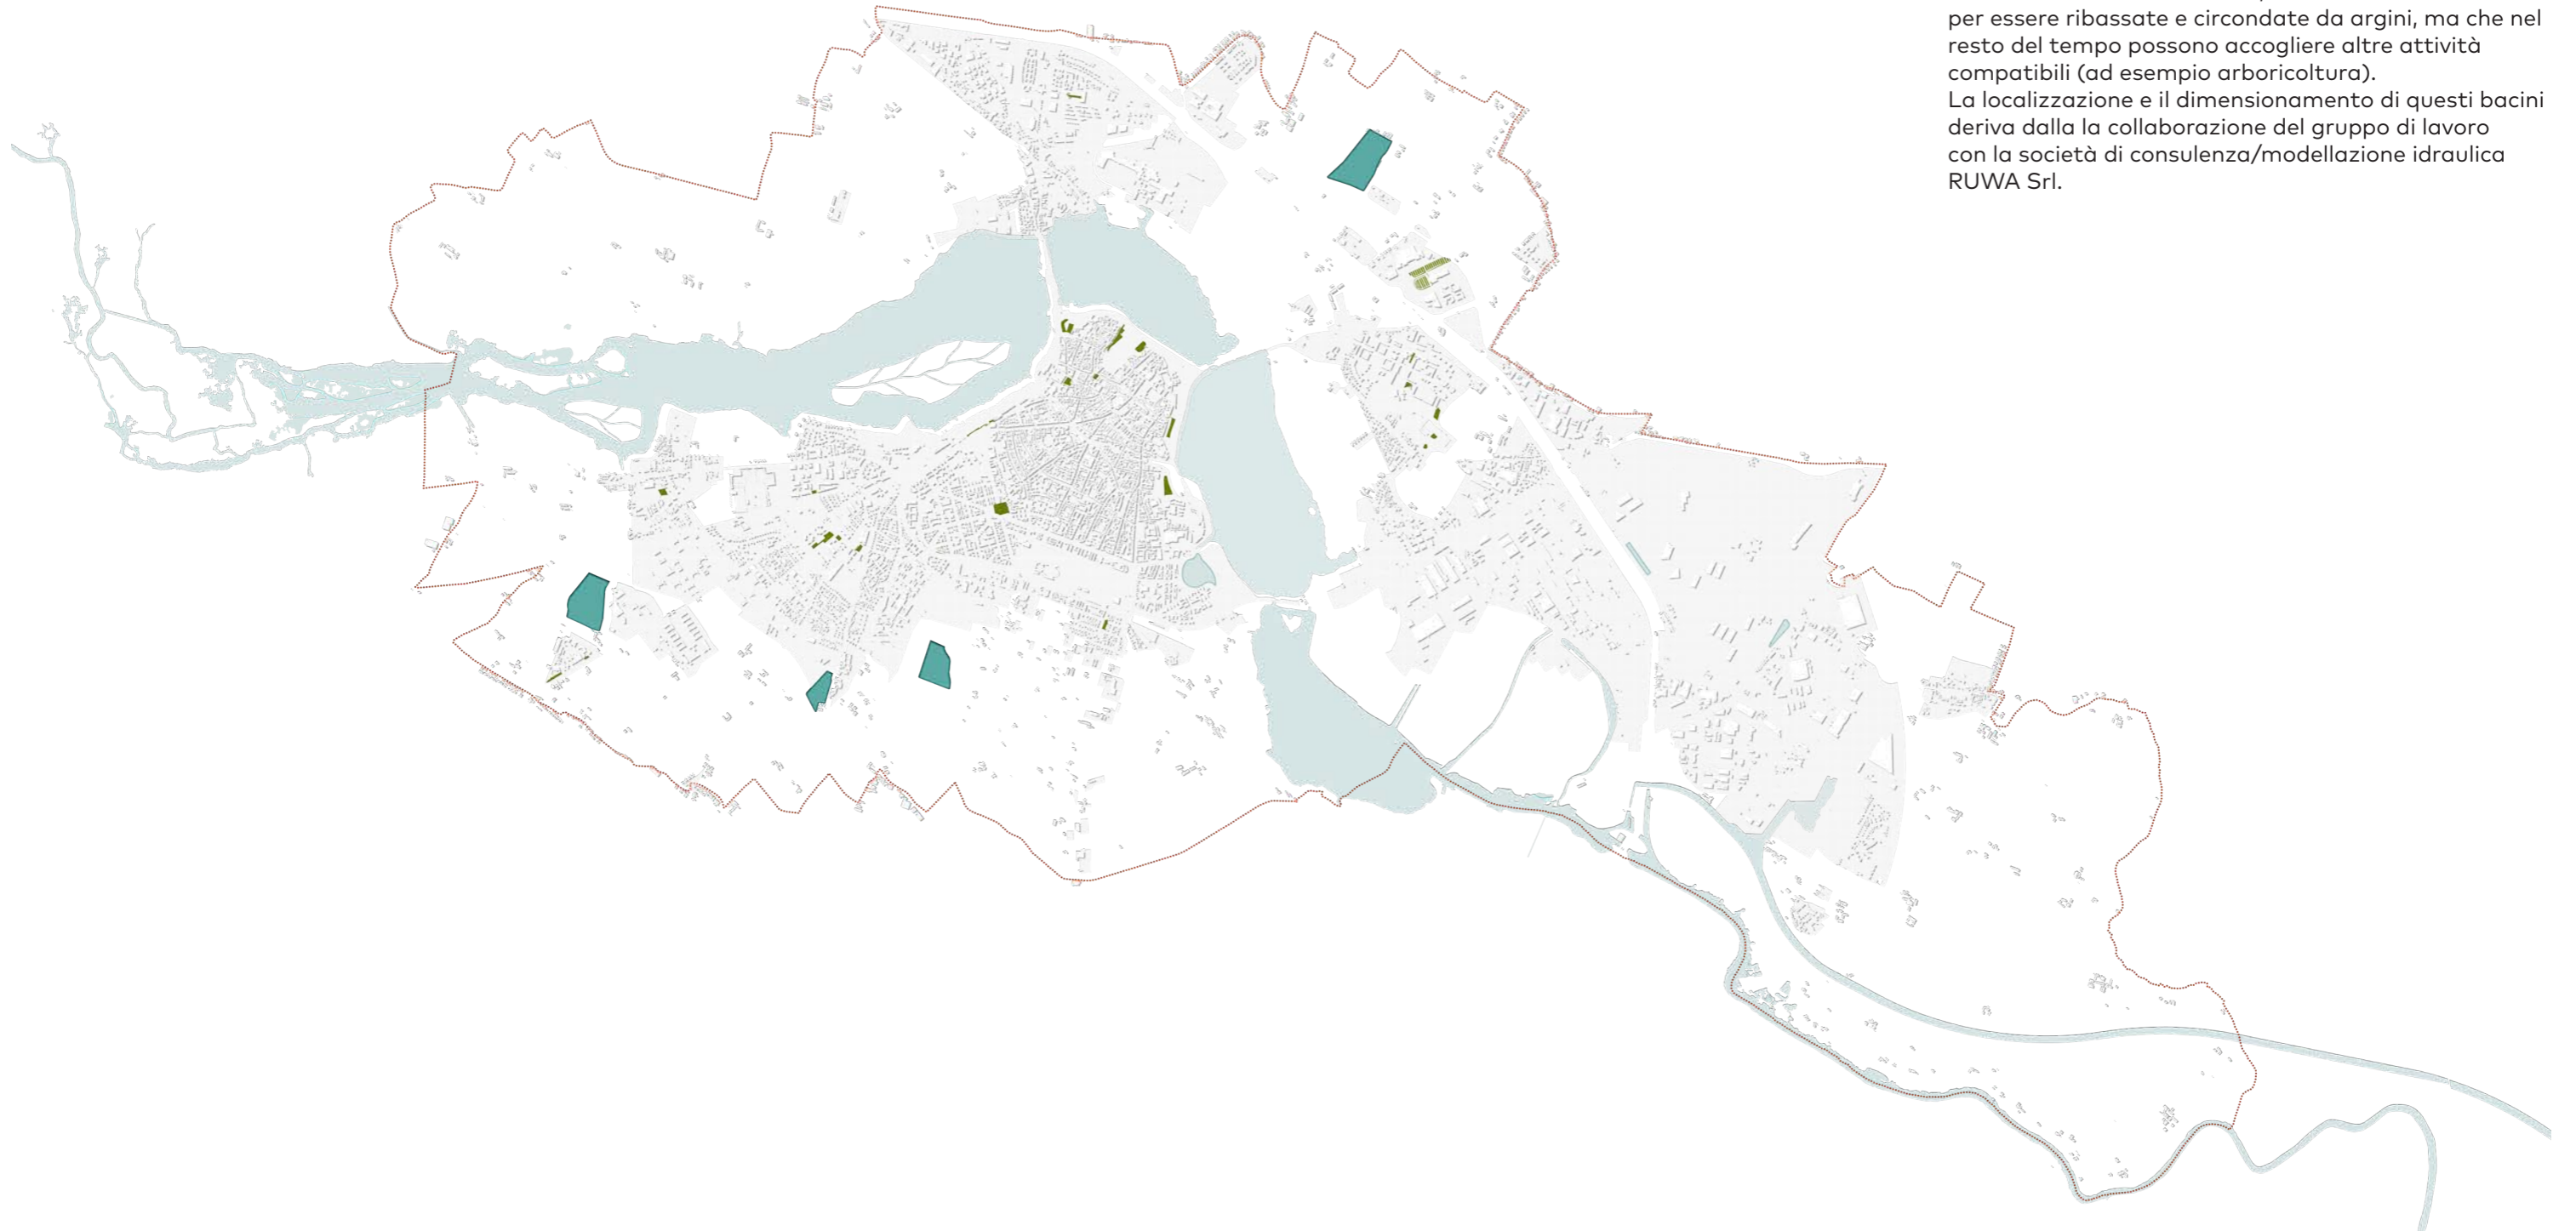 per essere ribassate e circondate da argini, ma che nel
resto del tempo possono accogliere altre attività
compatibili (ad esempio arboricoltura).
La localizzazione e il dimensionamento di questi bacini
deriva dalla la collaborazione del gruppo di lavoro
con la società di consulenza/modellazione idraulica
RUWA Srl.